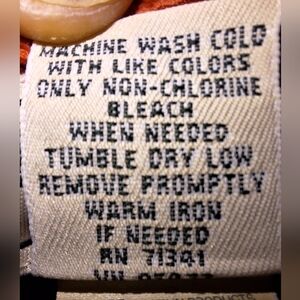 MACHINE WASH COLD
WITH LIKE COLORS
ONLY NON-CHLORINE
BLEACH
WHEN NEEDED
TUMBLE DRY LOW
REMOVE PROMPTLY
WARM IRON
IF NEEDED
RN 71341